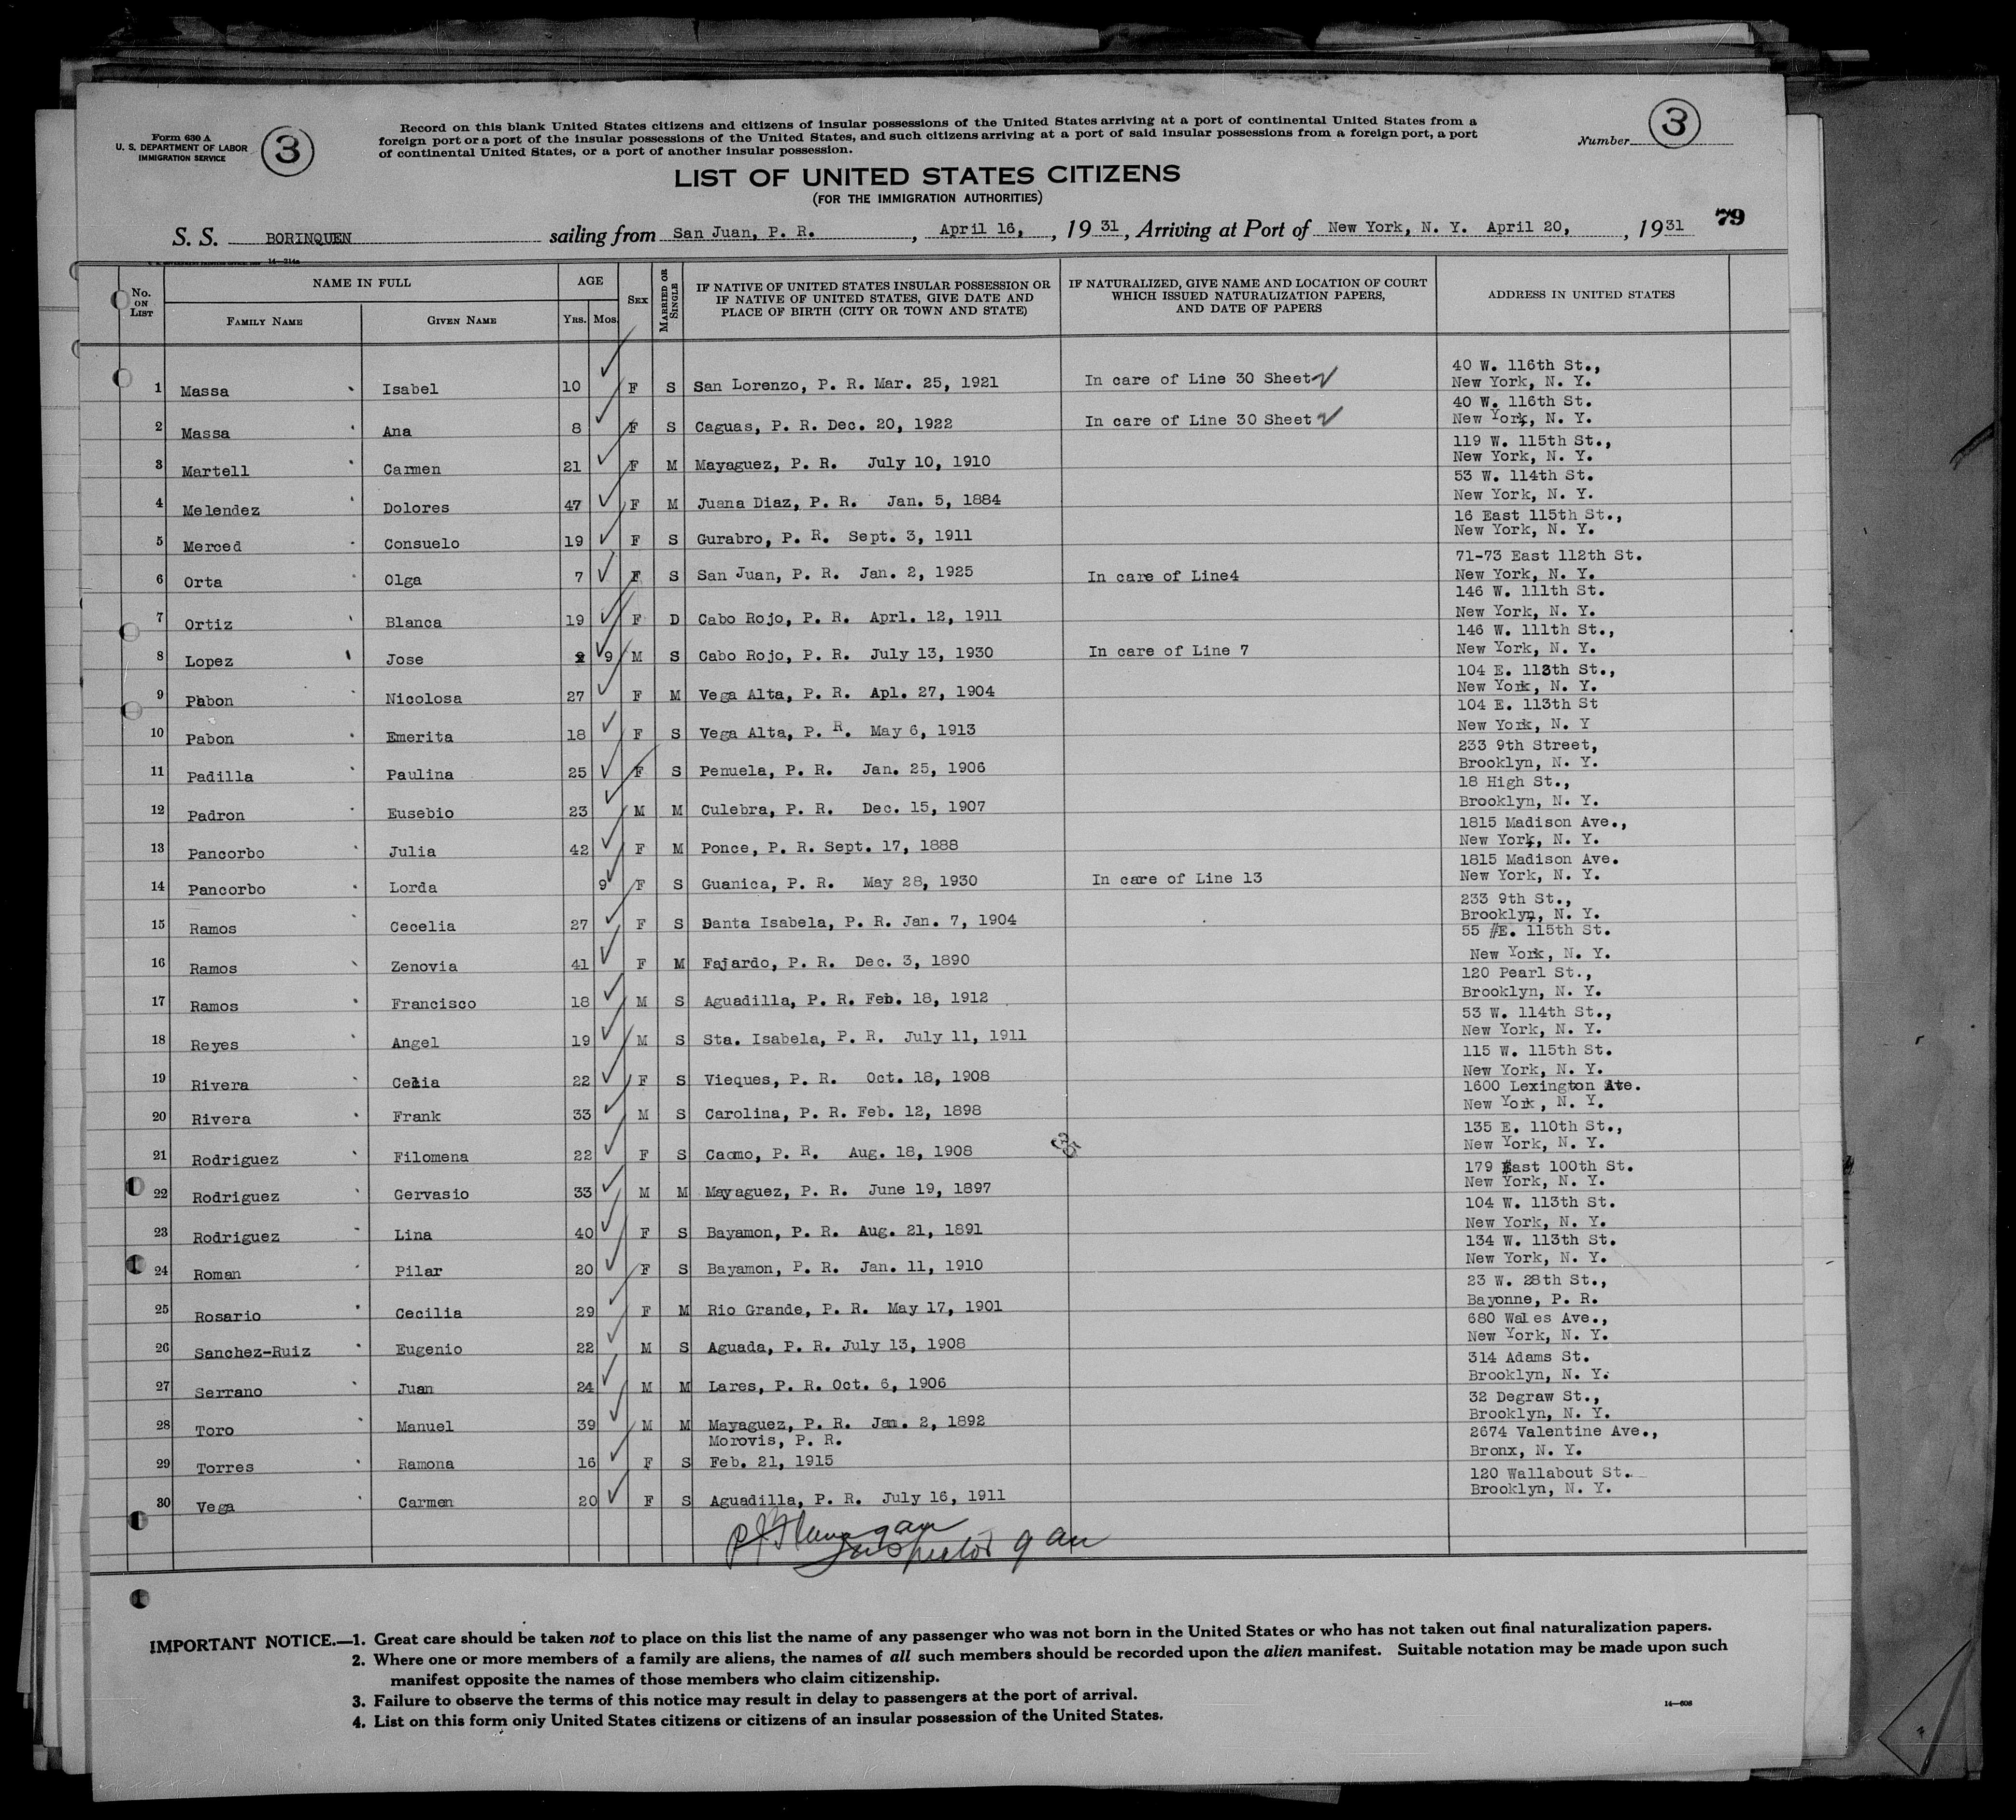 Form 630 A
U. S. DEPARTMENT OF LABOR
IMMIGRATION SERVICE
3
Record on this blank United States citizens and citizens of insular possessions of the United States arriving at a port of continental United States from a
foreign port or a port of the insular possessions of the United States, and such citizens arriving at a port of said insular possessions from a foreign port, a port
of continental United States, or a port of another insular possession.
Number 3
LIST OF UNITED STATES CITIZENS
(FOR THE IMMIGRATION AUTHORITIES)
S. S. BORINQUEN sailing from San Juan, P. R. , April 16, , 19 31, Arriving at Port of New York, N. Y. April 20, , 19 31 79
14—214a
No. ON LIST NAME IN FULL AGE SEX MARRIED OR SINGLE IF NATIVE OF UNITED STATES INSULAR POSSESSION OR IF NATIVE OF UNITED STATES, GIVE DATE AND PLACE OF BIRTH (CITY OR TOWN AND STATE) IF NATURALIZED, GIVE NAME AND LOCATION OF COURT WHICH ISSUED NATURALIZATION PAPERS, AND DATE OF PAPERS ADDRESS IN UNITED STATES
FAMILY NAME GIVEN NAME YRS. MOS.
1 Massa Isabel 10 F S San Lorenzo, P. R. Mar. 25, 1921 In care of Line 30 Sheet 40 W. 116th St., New York, N. Y.
2 Massa Ana 8 F S Caguas, P. R. Dec. 20, 1922 In care of Line 30 Sheet 40 W. 116th St. New York, N. Y.
3 Martell Carmen 21 F M Mayaguez, P. R. July 10, 1910 119 W. 115th St., New York, N. Y.
4 Melendez Dolores 47 F M Juana Diaz, P. R. Jan. 5, 1884 53 W. 114th St. New York, N. Y.
5 Merced Consuelo 19 F S Gurabro, P. R. Sept. 3, 1911 16 East 115th St., New York, N. Y.
6 Orta Olga 7 F S San Juan, P. R. Jan. 2, 1925 In care of Line4 71-73 East 112th St. New York, N. Y.
7 Ortiz Blanca 19 F D Cabo Rojo, P. R. Aprl. 12, 1911 146 W. 111th St. New York, N. Y.
8 Lopez Jose 9 M S Cabo Rojo, P. R. July 13, 1930 In care of Line 7 146 W. 111th St., New York, N. Y.
9 Pabon Nicolosa 27 F M Vega Alta, P. R. Apl. 27, 1904 104 E. 113th St., New York, N. Y.
10 Pabon Emerita 18 F S Vega Alta, P. R. May 6, 1913 104 E. 113th St New York, N. Y
11 Padilla Paulina 25 F S Penuela, P. R. Jan. 25, 1906 233 9th Street, Brooklyn, N. Y.
12 Padron Eusebio 23 M M Culebra, P. R. Dec. 15, 1907 18 High St., Brooklyn, N. Y.
13 Pancorbo Julia 42 F M Ponce, P. R. Sept. 17, 1888 1815 Madison Ave., New York, N. Y.
14 Pancorbo Lorda 9 F S Guanica, P. R. May 28, 1930 In care of Line 13 1815 Madison Ave. New York, N. Y.
15 Ramos Cecelia 27 F S Danta Isabela, P. R. Jan. 7, 1904 233 9th St., Brooklyn, N. Y.
16 Ramos Zenovia 41 F M Fajardo, P. R. Dec. 3, 1890 55 E. 115th St. New York, N. Y.
17 Ramos Francisco 18 M S Aguadilla, P. R. Feb. 18, 1912 120 Pearl St., Brooklyn, N. Y.
18 Reyes Angel 19 M S Sta. Isabela, P. R. July 11, 1911 53 W. 114th St., New York, N. Y.
19 Rivera Celia 22 F S Vieques, P. R. Oct. 18, 1908 115 W. 115th St. New York, N. Y.
20 Rivera Frank 33 M S Carolina, P. R. Feb. 12, 1898 1600 Lexington Ave. New York, N. Y.
21 Rodriguez Filomena 22 F S Caomo, P. R. Aug. 18, 1908 135 E. 110th St., New York, N. Y.
22 Rodriguez Gervasio 33 M M Mayaguez, P. R. June 19, 1897 179 East 100th St. New York, N. Y.
23 Rodriguez Lina 40 F S Bayamon, P. R. Aug. 21, 1891 104 W. 113th St. New York, N. Y.
24 Roman Pilar 20 F S Bayamon, P. R. Jan. 11, 1910 134 W. 113th St. New York, N. Y.
25 Rosario Cecilia 29 F M Rio Grande, P. R. May 17, 1901 23 W. 28th St., Bayonne, P. R.
26 Sanchez-Ruiz Eugenio 22 M S Aguada, P. R. July 13, 1908 680 Wales Ave., New York, N. Y.
27 Serrano Juan 24 M M Lares, P. R. Oct. 6, 1906 314 Adams St. Brooklyn, N. Y.
28 Toro Manuel 39 M M Mayaguez, P. R. Jan. 2, 1892 32 Degraw St., Brooklyn, N. Y.
29 Torres Ramona 16 F S Morovis, P. R. Feb. 21, 1915 2674 Valentine Ave., Bronx, N. Y.
30 Vega Carmen 20 F S Aguadilla, P. R. July 16, 1911 120 Wallabout St. Brooklyn, N. Y.
Inspector
IMPORTANT NOTICE.—1. Great care should be taken not to place on this list the name of any passenger who was not born in the United States or who has not taken out final naturalization papers.
2. Where one or more members of a family are aliens, the names of all such members should be recorded upon the alien manifest. Suitable notation may be made upon such
manifest opposite the names of those members who claim citizenship.
3. Failure to observe the terms of this notice may result in delay to passengers at the port of arrival.
4. List on this form only United States citizens or citizens of an insular possession of the United States.
14—608